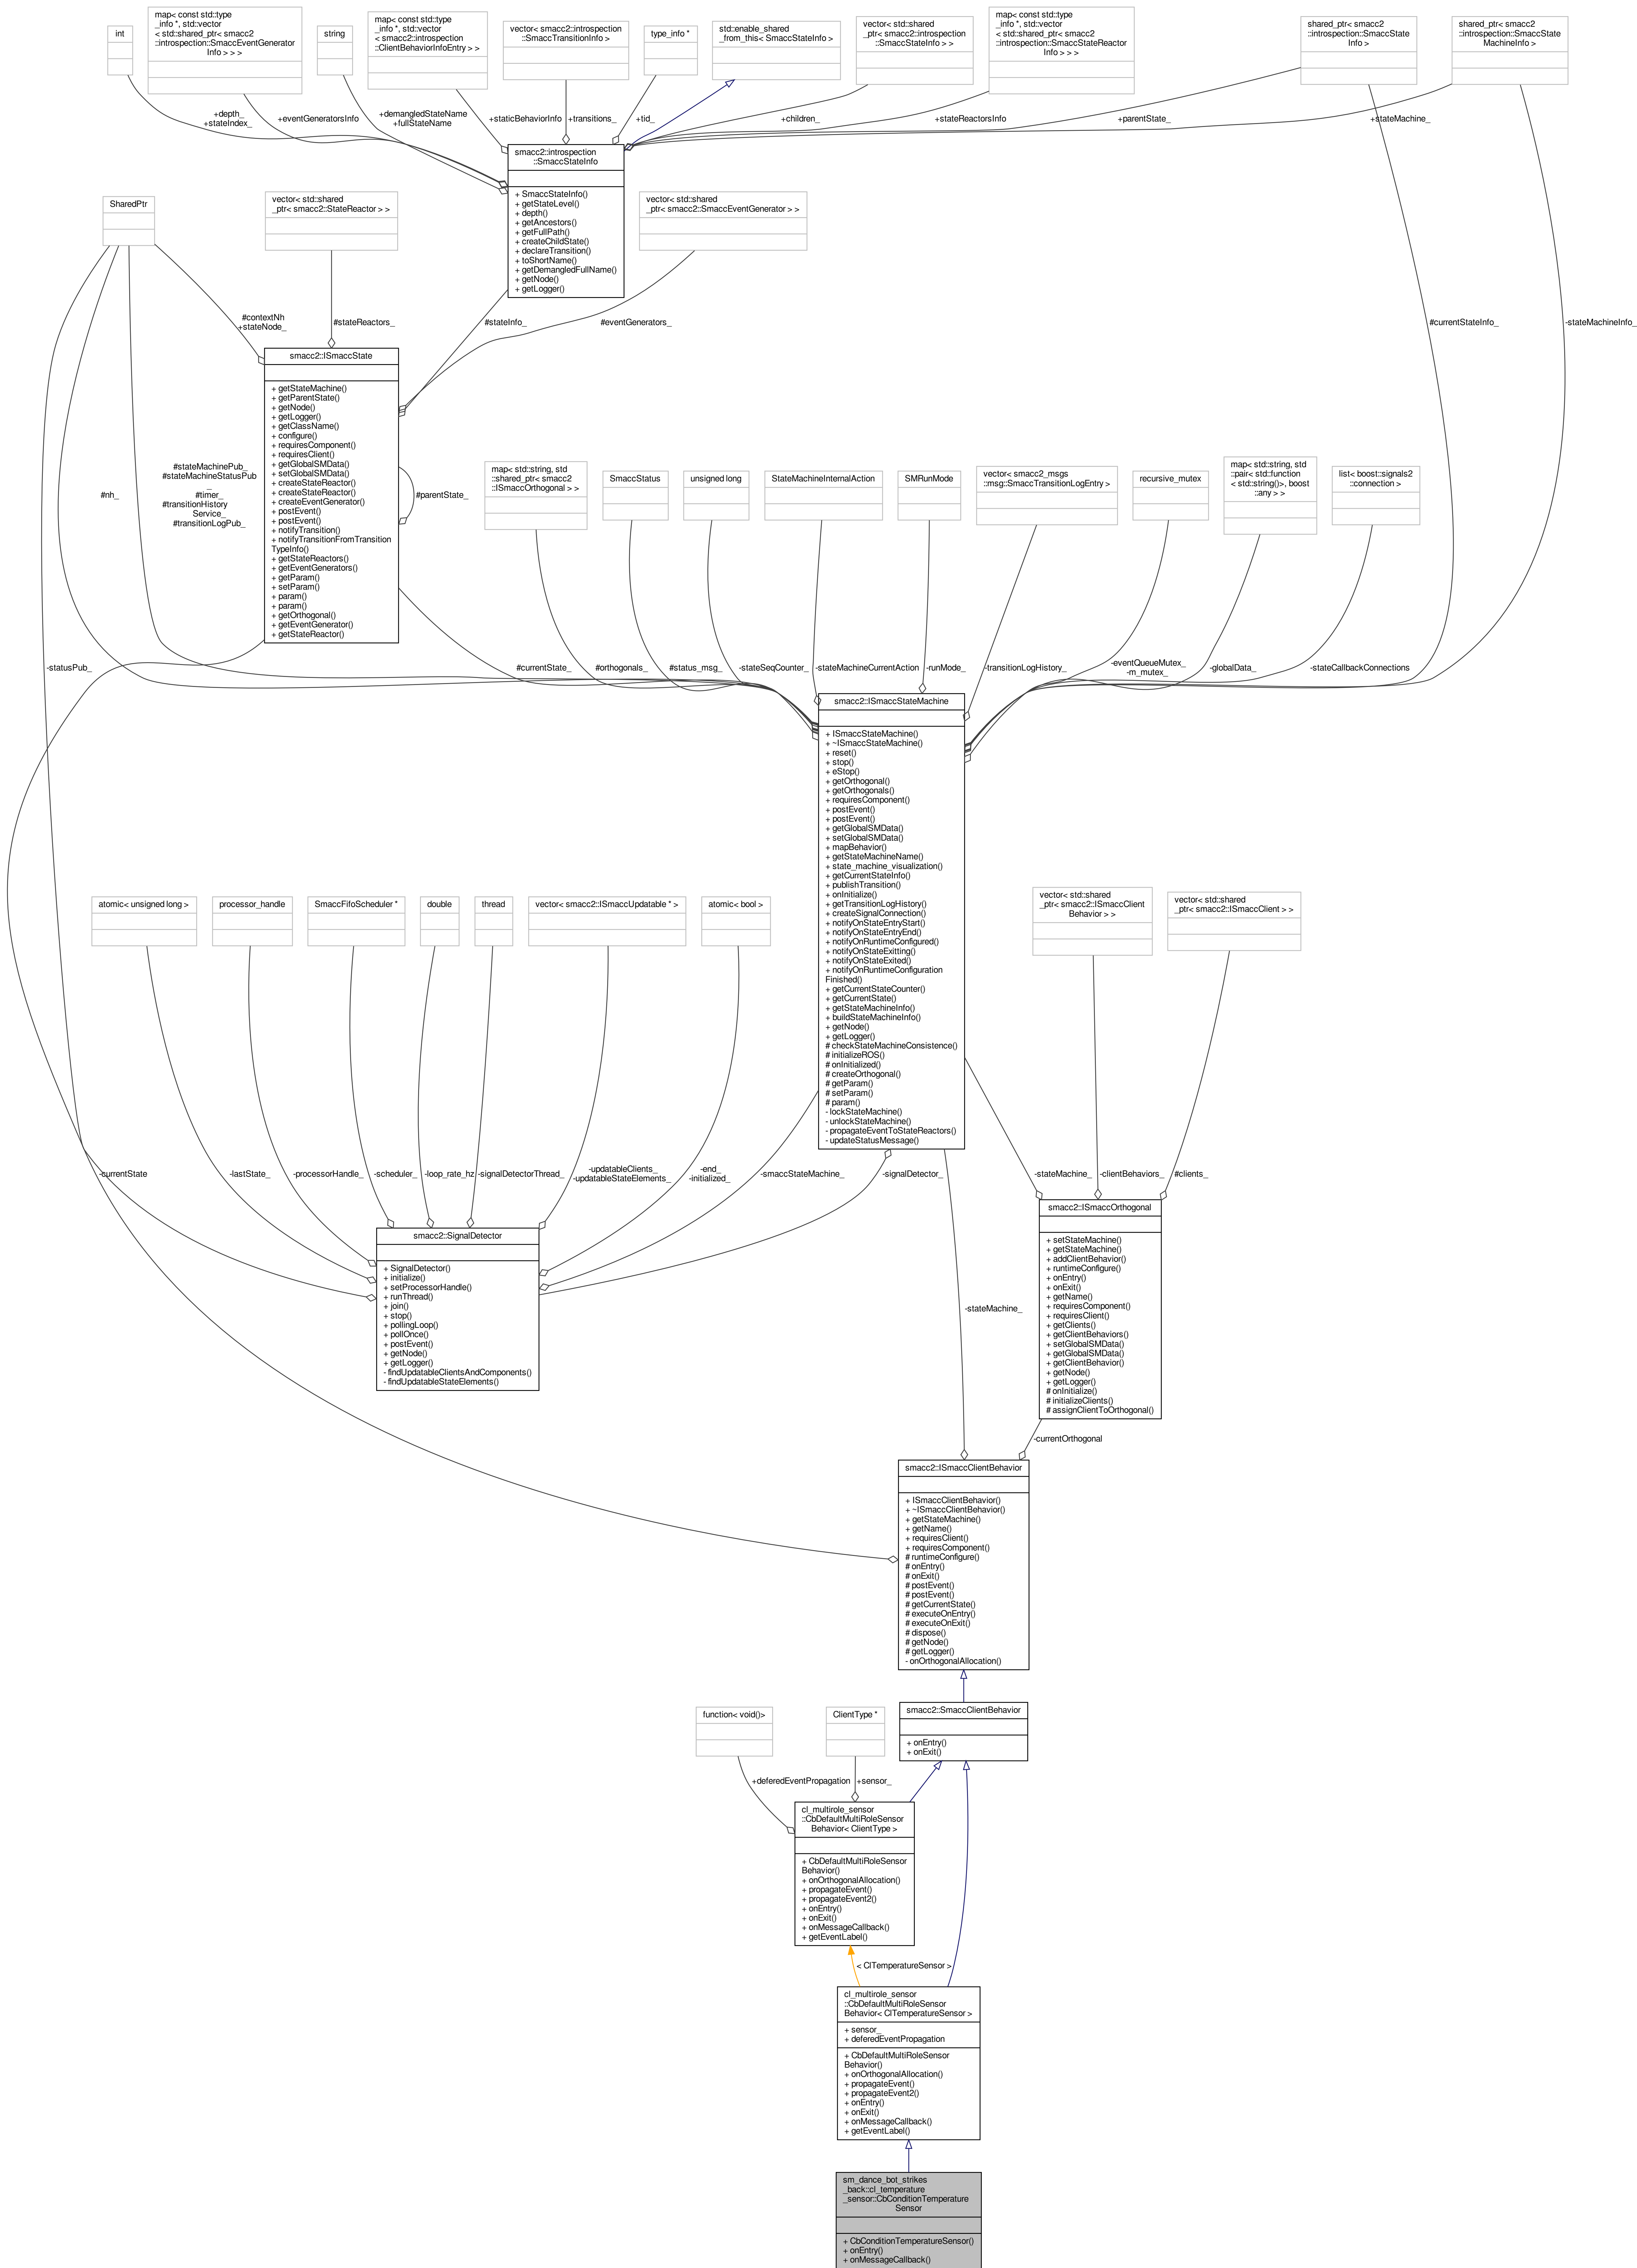 int
map< const std::type
_info *, std::vector
< std::shared_ptr< smacc2
::introspection::SmaccEventGenerator
Info > > >
string
map< const std::type
_info *, std::vector
< smacc2::introspection
::ClientBehaviorInfoEntry > >
vector< smacc2::introspection
::SmaccTransitionInfo >
type_info *
std::enable_shared
_from_this< SmaccStateInfo >
vector< std::shared
_ptr< smacc2::introspection
::SmaccStateInfo > >
map< const std::type
_info *, std::vector
< std::shared_ptr< smacc2
::introspection::SmaccStateReactor
Info > > >
shared_ptr< smacc2
::introspection::SmaccState
Info >
shared_ptr< smacc2
::introspection::SmaccState
MachineInfo >
+depth_
+stateIndex_
+eventGeneratorsInfo
+demangledStateName
+fullStateName
+staticBehaviorInfo
+transitions_
+tid_
+children_
+stateReactorsInfo
+parentState_
+stateMachine_
smacc2::introspection
::SmaccStateInfo
+ SmaccStateInfo()
+ getStateLevel()
+ depth()
+ getAncestors()
+ getFullPath()
+ createChildState()
+ declareTransition()
+ toShortName()
+ getDemangledFullName()
+ getNode()
+ getLogger()
SharedPtr
vector< std::shared
_ptr< smacc2::StateReactor > >
vector< std::shared
_ptr< smacc2::SmaccEventGenerator > >
#contextNh
+stateNode_
#stateReactors_
#stateInfo_
#eventGenerators_
#currentStateInfo_
-stateMachineInfo_
smacc2::ISmaccState
+ getStateMachine()
+ getParentState()
+ getNode()
+ getLogger()
+ getClassName()
+ configure()
+ requiresComponent()
+ requiresClient()
+ getGlobalSMData()
+ setGlobalSMData()
+ createStateReactor()
+ createStateReactor()
+ createEventGenerator()
+ postEvent()
+ postEvent()
+ notifyTransition()
+ notifyTransitionFromTransition
TypeInfo()
+ getStateReactors()
+ getEventGenerators()
+ getParam()
+ setParam()
+ param()
+ param()
+ getOrthogonal()
+ getEventGenerator()
+ getStateReactor()
#parentState_
#nh_
#stateMachinePub_
#stateMachineStatusPub
_
#timer_
#transitionHistory
Service_
#transitionLogPub_
map< std::string, std
::shared_ptr< smacc2
::ISmaccOrthogonal > >
SmaccStatus
unsigned long
StateMachineInternalAction
SMRunMode
vector< smacc2_msgs
::msg::SmaccTransitionLogEntry >
recursive_mutex
map< std::string, std
::pair< std::function
< std::string()>, boost
::any > >
list< boost::signals2
::connection >
-statusPub_
#currentState_
#orthogonals_
#status_msg_
-stateSeqCounter_
-stateMachineCurrentAction
-runMode_
-transitionLogHistory_
-eventQueueMutex_
-m_mutex_
-globalData_
-stateCallbackConnections
smacc2::ISmaccStateMachine
+ ISmaccStateMachine()
+ ~ISmaccStateMachine()
+ reset()
+ stop()
+ eStop()
+ getOrthogonal()
+ getOrthogonals()
+ requiresComponent()
+ postEvent()
+ postEvent()
+ getGlobalSMData()
+ setGlobalSMData()
+ mapBehavior()
+ getStateMachineName()
+ state_machine_visualization()
+ getCurrentStateInfo()
+ publishTransition()
+ onInitialize()
+ getTransitionLogHistory()
+ createSignalConnection()
+ notifyOnStateEntryStart()
+ notifyOnStateEntryEnd()
+ notifyOnRuntimeConfigured()
+ notifyOnStateExitting()
+ notifyOnStateExited()
+ notifyOnRuntimeConfiguration
Finished()
+ getCurrentStateCounter()
+ getCurrentState()
+ getStateMachineInfo()
+ buildStateMachineInfo()
+ getNode()
+ getLogger()
# checkStateMachineConsistence()
# initializeROS()
# onInitialized()
# createOrthogonal()
# getParam()
# setParam()
# param()
- lockStateMachine()
- unlockStateMachine()
- propagateEventToStateReactors()
- updateStatusMessage()
atomic< unsigned long >
processor_handle
SmaccFifoScheduler *
double
thread
vector< smacc2::ISmaccUpdatable * >
atomic< bool >
vector< std::shared
_ptr< smacc2::ISmaccClient
Behavior > >
vector< std::shared
_ptr< smacc2::ISmaccClient > >
-currentState
-lastState_
-processorHandle_
-scheduler_
-loop_rate_hz
-signalDetectorThread_
-updatableClients_
-updatableStateElements_
-end_
-initialized_
-smaccStateMachine_
-signalDetector_
-stateMachine_
-clientBehaviors_
#clients_
smacc2::SignalDetector
+ SignalDetector()
+ initialize()
+ setProcessorHandle()
+ runThread()
+ join()
+ stop()
+ pollingLoop()
+ pollOnce()
+ postEvent()
+ getNode()
+ getLogger()
- findUpdatableClientsAndComponents()
- findUpdatableStateElements()
smacc2::ISmaccOrthogonal
+ setStateMachine()
+ getStateMachine()
+ addClientBehavior()
+ runtimeConfigure()
+ onEntry()
+ onExit()
+ getName()
+ requiresComponent()
+ requiresClient()
+ getClients()
+ getClientBehaviors()
+ setGlobalSMData()
+ getGlobalSMData()
+ getClientBehavior()
+ getNode()
+ getLogger()
# onInitialize()
# initializeClients()
# assignClientToOrthogonal()
-stateMachine_
-currentOrthogonal
smacc2::ISmaccClientBehavior
+ ISmaccClientBehavior()
+ ~ISmaccClientBehavior()
+ getStateMachine()
+ getName()
+ requiresClient()
+ requiresComponent()
# runtimeConfigure()
# onEntry()
# onExit()
# postEvent()
# postEvent()
# getCurrentState()
# executeOnEntry()
# executeOnExit()
# dispose()
# getNode()
# getLogger()
- onOrthogonalAllocation()
function< void()>
ClientType *
smacc2::SmaccClientBehavior
+ onEntry()
+ onExit()
+deferedEventPropagation
+sensor_
cl_multirole_sensor
::CbDefaultMultiRoleSensor
Behavior< ClientType >
+ CbDefaultMultiRoleSensor
Behavior()
+ onOrthogonalAllocation()
+ propagateEvent()
+ propagateEvent2()
+ onEntry()
+ onExit()
+ onMessageCallback()
+ getEventLabel()
< ClTemperatureSensor >
cl_multirole_sensor
::CbDefaultMultiRoleSensor
Behavior< ClTemperatureSensor >
+ sensor_
+ deferedEventPropagation
+ CbDefaultMultiRoleSensor
Behavior()
+ onOrthogonalAllocation()
+ propagateEvent()
+ propagateEvent2()
+ onEntry()
+ onExit()
+ onMessageCallback()
+ getEventLabel()
sm_dance_bot_strikes
_back::cl_temperature
_sensor::CbConditionTemperature
Sensor
+ CbConditionTemperatureSensor()
+ onEntry()
+ onMessageCallback()